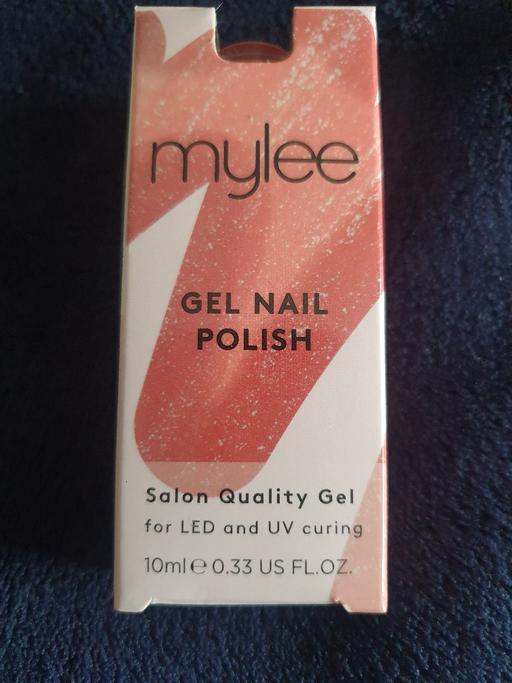 mylee
GEL NAIL
POLISH
Salon Quality Gel
for LED and UV curing
10ml ℮ 0.33 US FL.OZ.